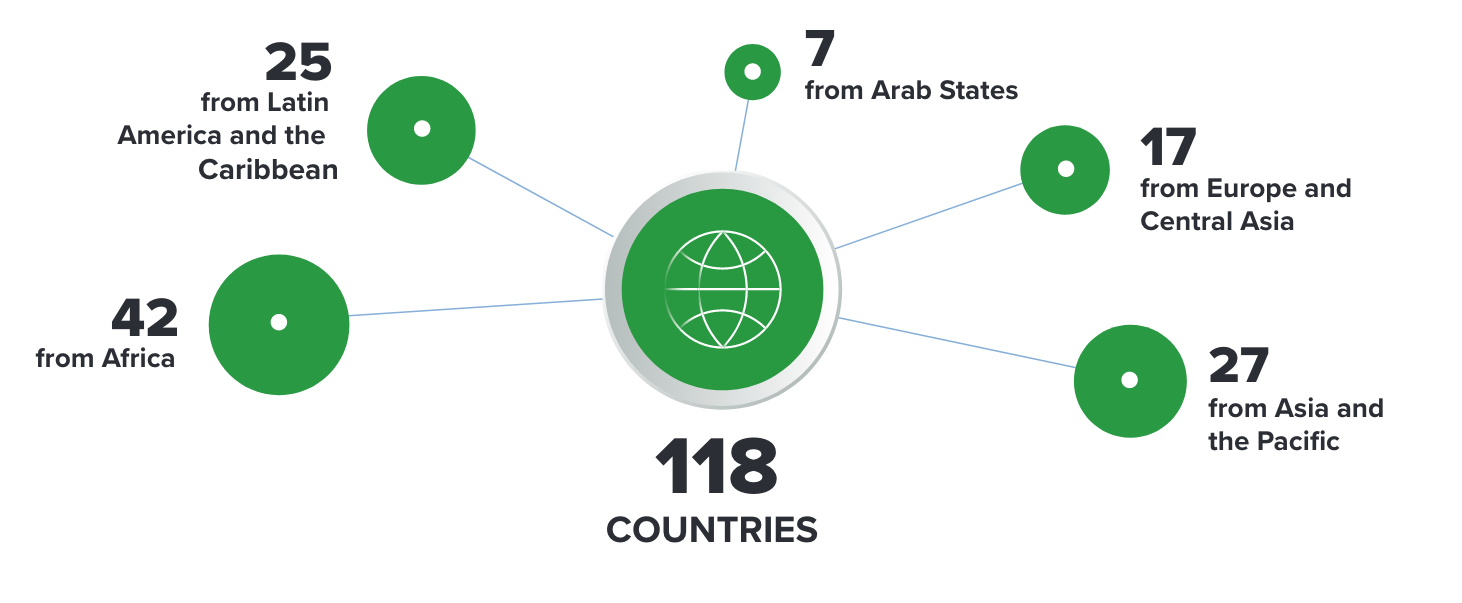 25
from Latin
America and the
Caribbean
7
from Arab States
17
from Europe and
Central Asia
42
from Africa
27
from Asia and
the Pacific
118
COUNTRIES